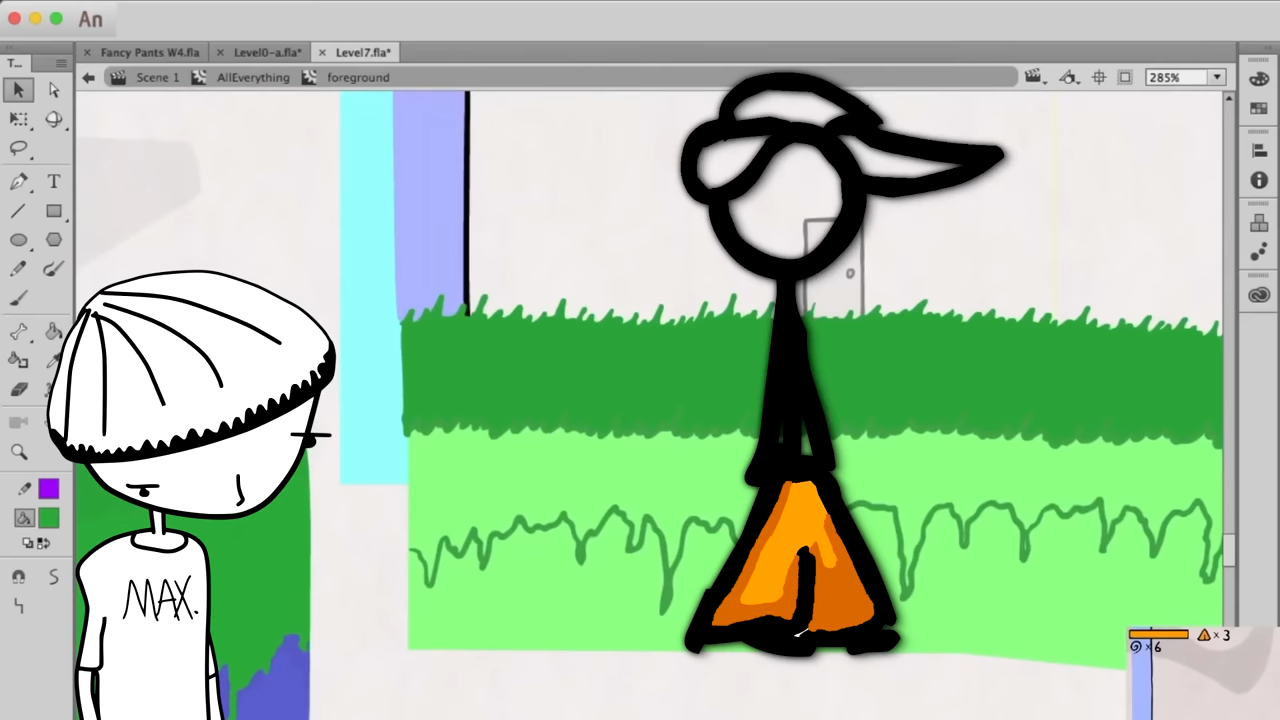 An
Fancy Pants W4.fla
Level0-a.fla*
Level7.fla*
T...
Scene 1
AllEverything
foreground
285%
T
MAX.
× 3
× 6